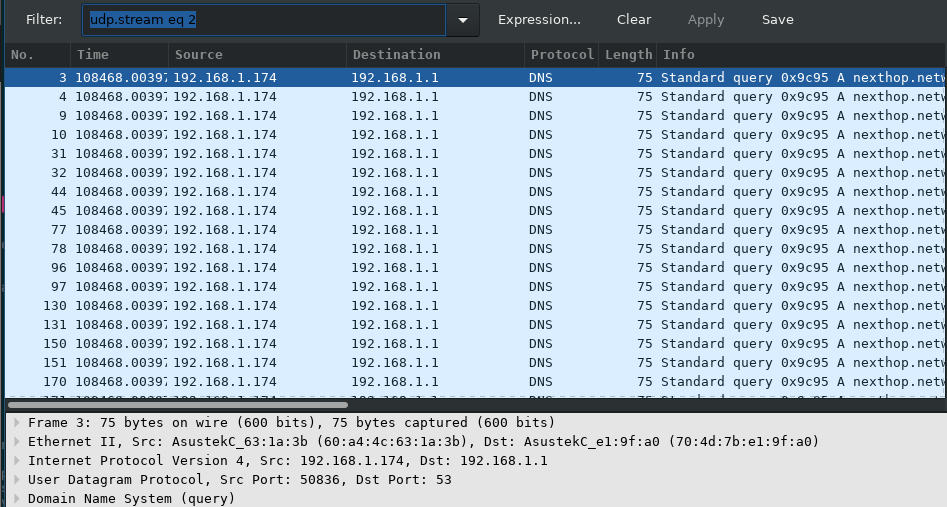 Filter: udp.stream eq 2 Expression... Clear Apply Save
No. Time Source Destination Protocol Length Info
3 108468.00397 192.168.1.174 192.168.1.1 DNS 75 Standard query 0x9c95 A nexthop.netw
4 108468.00397 192.168.1.174 192.168.1.1 DNS 75 Standard query 0x9c95 A nexthop.netw
9 108468.00397 192.168.1.174 192.168.1.1 DNS 75 Standard query 0x9c95 A nexthop.netw
10 108468.00397 192.168.1.174 192.168.1.1 DNS 75 Standard query 0x9c95 A nexthop.netw
31 108468.00397 192.168.1.174 192.168.1.1 DNS 75 Standard query 0x9c95 A nexthop.netw
32 108468.00397 192.168.1.174 192.168.1.1 DNS 75 Standard query 0x9c95 A nexthop.netw
44 108468.00397 192.168.1.174 192.168.1.1 DNS 75 Standard query 0x9c95 A nexthop.netw
45 108468.00397 192.168.1.174 192.168.1.1 DNS 75 Standard query 0x9c95 A nexthop.netw
77 108468.00397 192.168.1.174 192.168.1.1 DNS 75 Standard query 0x9c95 A nexthop.netw
78 108468.00397 192.168.1.174 192.168.1.1 DNS 75 Standard query 0x9c95 A nexthop.netw
96 108468.00397 192.168.1.174 192.168.1.1 DNS 75 Standard query 0x9c95 A nexthop.netw
97 108468.00397 192.168.1.174 192.168.1.1 DNS 75 Standard query 0x9c95 A nexthop.netw
130 108468.00397 192.168.1.174 192.168.1.1 DNS 75 Standard query 0x9c95 A nexthop.netw
131 108468.00397 192.168.1.174 192.168.1.1 DNS 75 Standard query 0x9c95 A nexthop.netw
150 108468.00397 192.168.1.174 192.168.1.1 DNS 75 Standard query 0x9c95 A nexthop.netw
151 108468.00397 192.168.1.174 192.168.1.1 DNS 75 Standard query 0x9c95 A nexthop.netw
170 108468.00397 192.168.1.174 192.168.1.1 DNS 75 Standard query 0x9c95 A nexthop.netw
Frame 3: 75 bytes on wire (600 bits), 75 bytes captured (600 bits)
Ethernet II, Src: AsustekC_63:1a:3b (60:a4:4c:63:1a:3b), Dst: AsustekC_e1:9f:a0 (70:4d:7b:e1:9f:a0)
Internet Protocol Version 4, Src: 192.168.1.174, Dst: 192.168.1.1
User Datagram Protocol, Src Port: 50836, Dst Port: 53
Domain Name System (query)